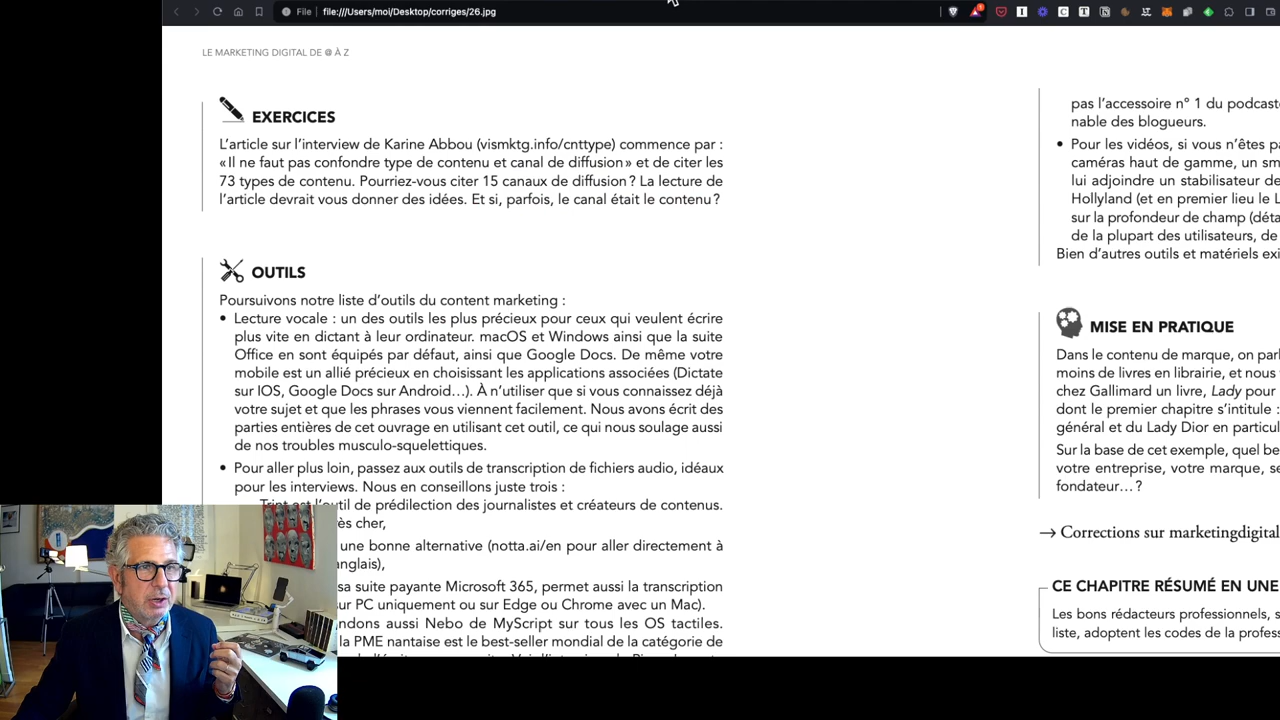 File
file:///Users/moi/Desktop/corriges/26.jpg
LE MARKETING DIGITAL DE @ À Z
EXERCICES
L'article sur l'interview de Karine Abbou (vismktg.info/cnttype) commence par :
«Il ne faut pas confondre type de contenu et canal de diffusion» et de citer les
73 types de contenu. Pourriez-vous citer 15 canaux de diffusion ? La lecture de
l'article devrait vous donner des idées. Et si, parfois, le canal était le contenu ?
OUTILS
Poursuivons notre liste d'outils du content marketing :
• Lecture vocale : un des outils les plus précieux pour ceux qui veulent écrire
plus vite en dictant à leur ordinateur. macOS et Windows ainsi que la suite
Office en sont équipés par défaut, ainsi que Google Docs. De même votre
mobile est un allié précieux en choisissant les applications associées (Dictate
sur IOS, Google Docs sur Android…). À n'utiliser que si vous connaissez déjà
votre sujet et que les phrases vous viennent facilement. Nous avons écrit des
parties entières de cet ouvrage en utilisant cet outil, ce qui nous soulage aussi
de nos troubles musculo-squelettiques.
• Pour aller plus loin, passez aux outils de transcription de fichiers audio, idéaux
pour les interviews. Nous en conseillons juste trois :
l'outil de prédilection des journalistes et créateurs de contenus.
cher,
une bonne alternative (notta.ai/en pour aller directement à
anglais),
sa suite payante Microsoft 365, permet aussi la transcription
sur PC uniquement ou sur Edge ou Chrome avec un Mac).
aussi Nebo de MyScript sur tous les OS tactiles.
la PME nantaise est le best-seller mondial de la catégorie de
pas l'accessoire n° 1 du
nable des blogueurs.
• Pour les vidéos, si vous n'êtes
caméras haut de gamme, un
lui adjoindre un stabilisateur
Hollyland (et en premier lieu le
sur la profondeur de champ
de la plupart des utilisateurs, de
Bien d'autres outils et matériels
MISE EN PRATIQUE
Dans le contenu de marque, on
moins de livres en librairie, et nous
chez Gallimard un livre, Lady pour
dont le premier chapitre s'intitule :
général et du Lady Dior en
Sur la base de cet exemple, quel
votre entreprise, votre marque,
fondateur… ?
→ Corrections sur marketingdigital
CE CHAPITRE RÉSUMÉ EN UNE
Les bons rédacteurs professionnels,
liste, adoptent les codes de la